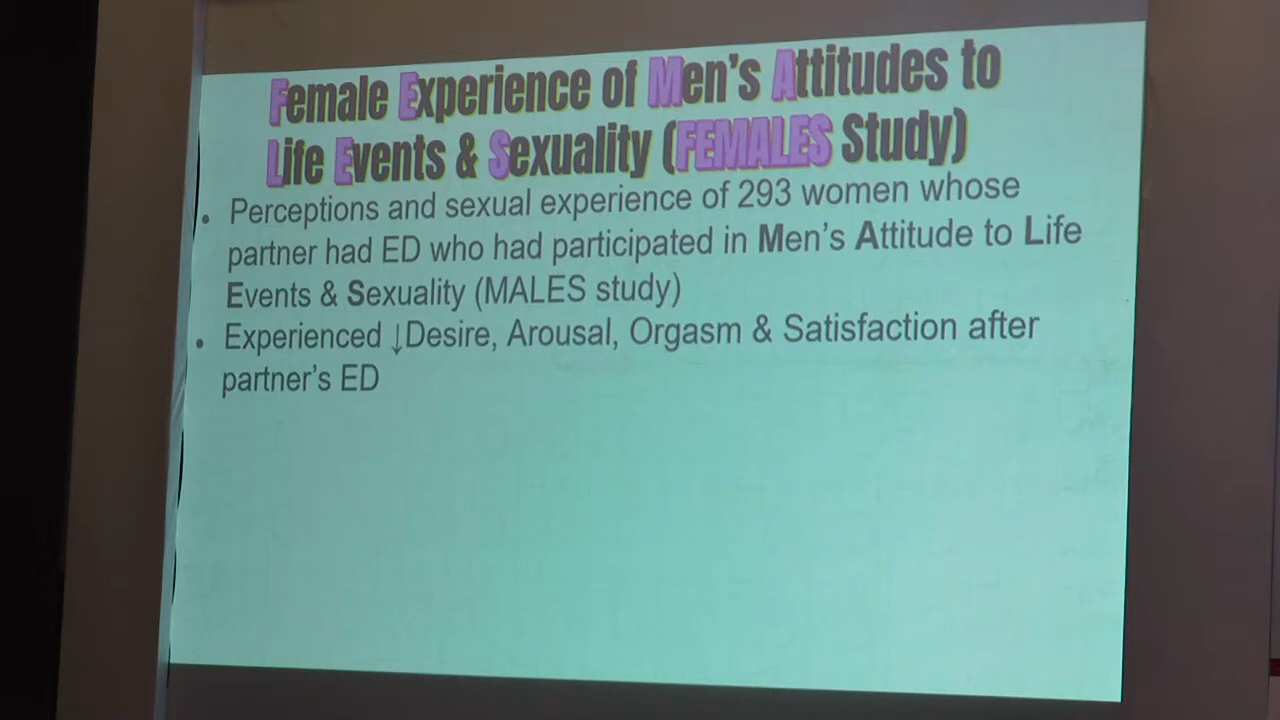 Female Experience of Men's Attitudes to
Life Events & Sexuality (FEMALES Study)
• Perceptions and sexual experience of 293 women whose
partner had ED who had participated in Men's Attitude to Life
Events & Sexuality (MALES study)
• Experienced ↓Desire, Arousal, Orgasm & Satisfaction after
partner's ED